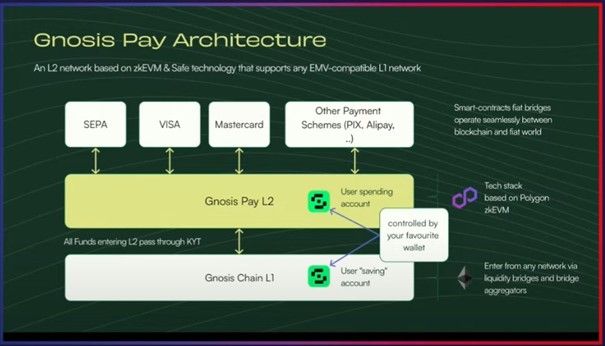 Gnosis Pay Architecture
An L2 network based on zkEVM & Safe technology that supports any EMV-compatible L1 network
SEPA
VISA
Mastercard
Other Payment
Schemes (PIX, Alipay,
..)
Smart-contracts fiat bridges
operate seamlessly between
blockchain and fiat world
Gnosis Pay L2
User spending
account
Tech stack
based on Polygon
zkEVM
controlled by
your favourite
wallet
All Funds entering L2 pass through KYT
Gnosis Chain L1
User "saving"
account
Enter from any network via
liquidity bridges and bridge
aggregators